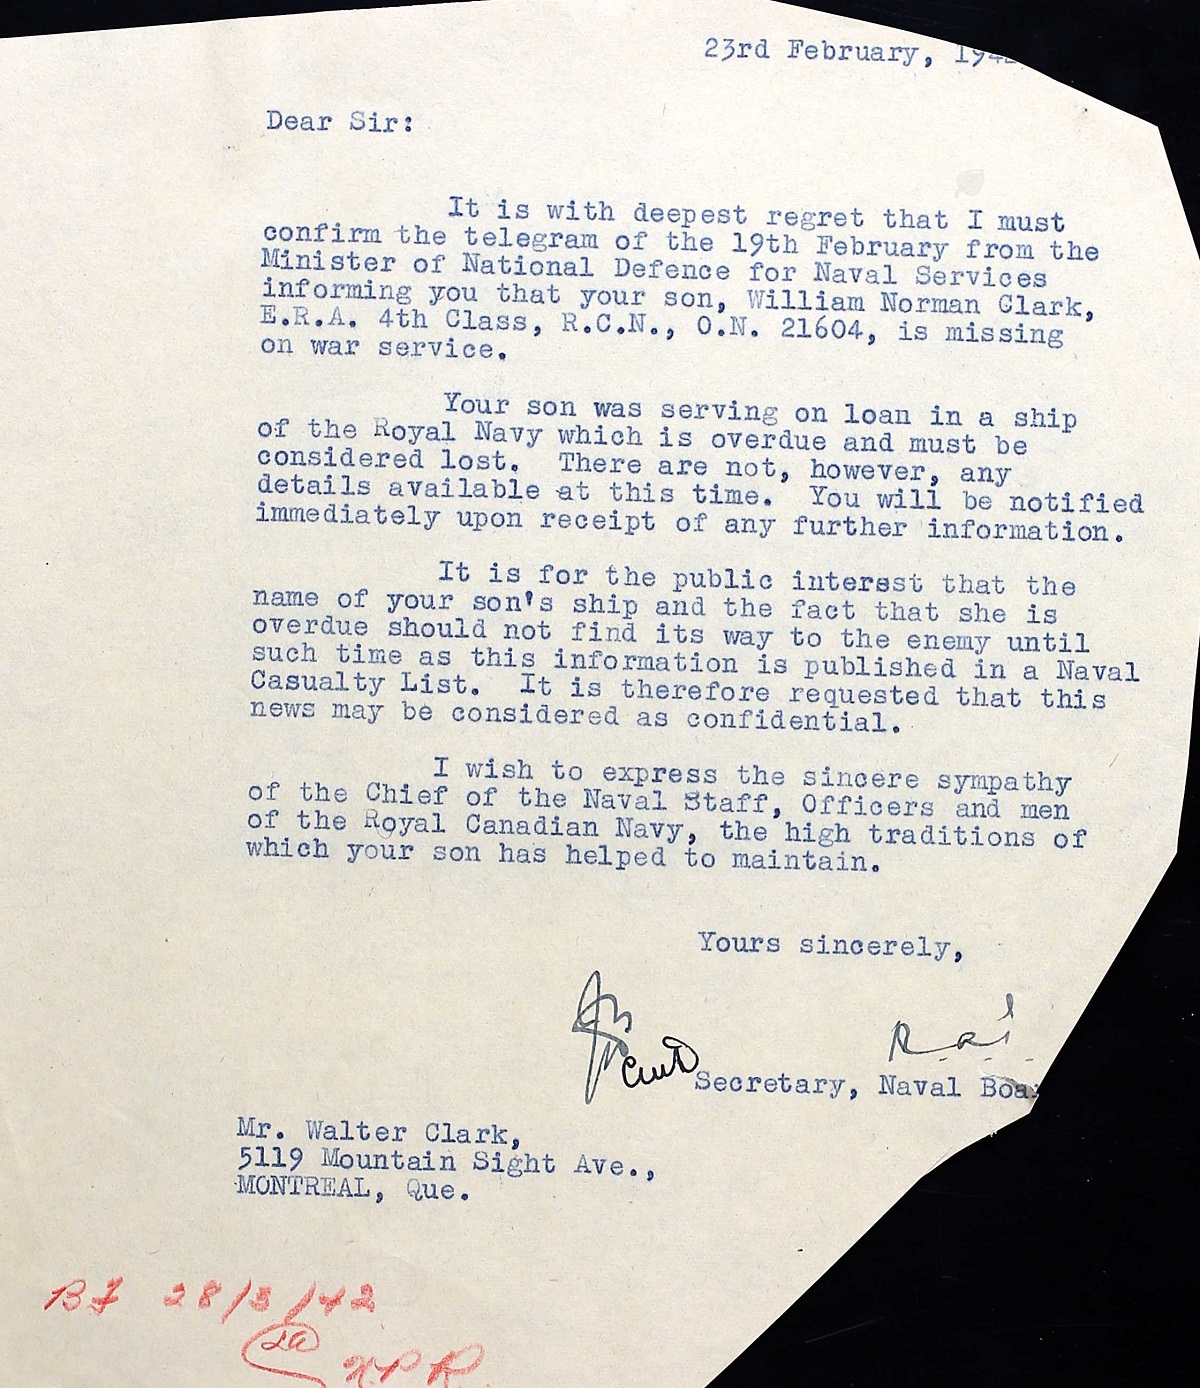 23rd February, 194
Dear Sir:
It is with deepest regret that I must
confirm the telegram of the 19th February from the
Minister of National Defence for Naval Services
informing you that your son, William Norman Clark,
E.R.A. 4th Class, R.C.N., O.N. 21604, is missing
on war service.
Your son was serving on loan in a ship
of the Royal Navy which is overdue and must be
considered lost. There are not, however, any
details available at this time. You will be notified
immediately upon receipt of any further information.
It is for the public interest that the
name of your son's ship and the fact that she is
overdue should not find its way to the enemy until
such time as this information is published in a Naval
Casualty List. It is therefore requested that this
news may be considered as confidential.
I wish to express the sincere sympathy
of the Chief of the Naval Staff, Officers and men
of the Royal Canadian Navy, the high traditions of
which your son has helped to maintain.
Yours sincerely,
Secretary, Naval Boa
Mr. Walter Clark,
5119 Mountain Sight Ave.,
MONTREAL, Que.
28/3/42